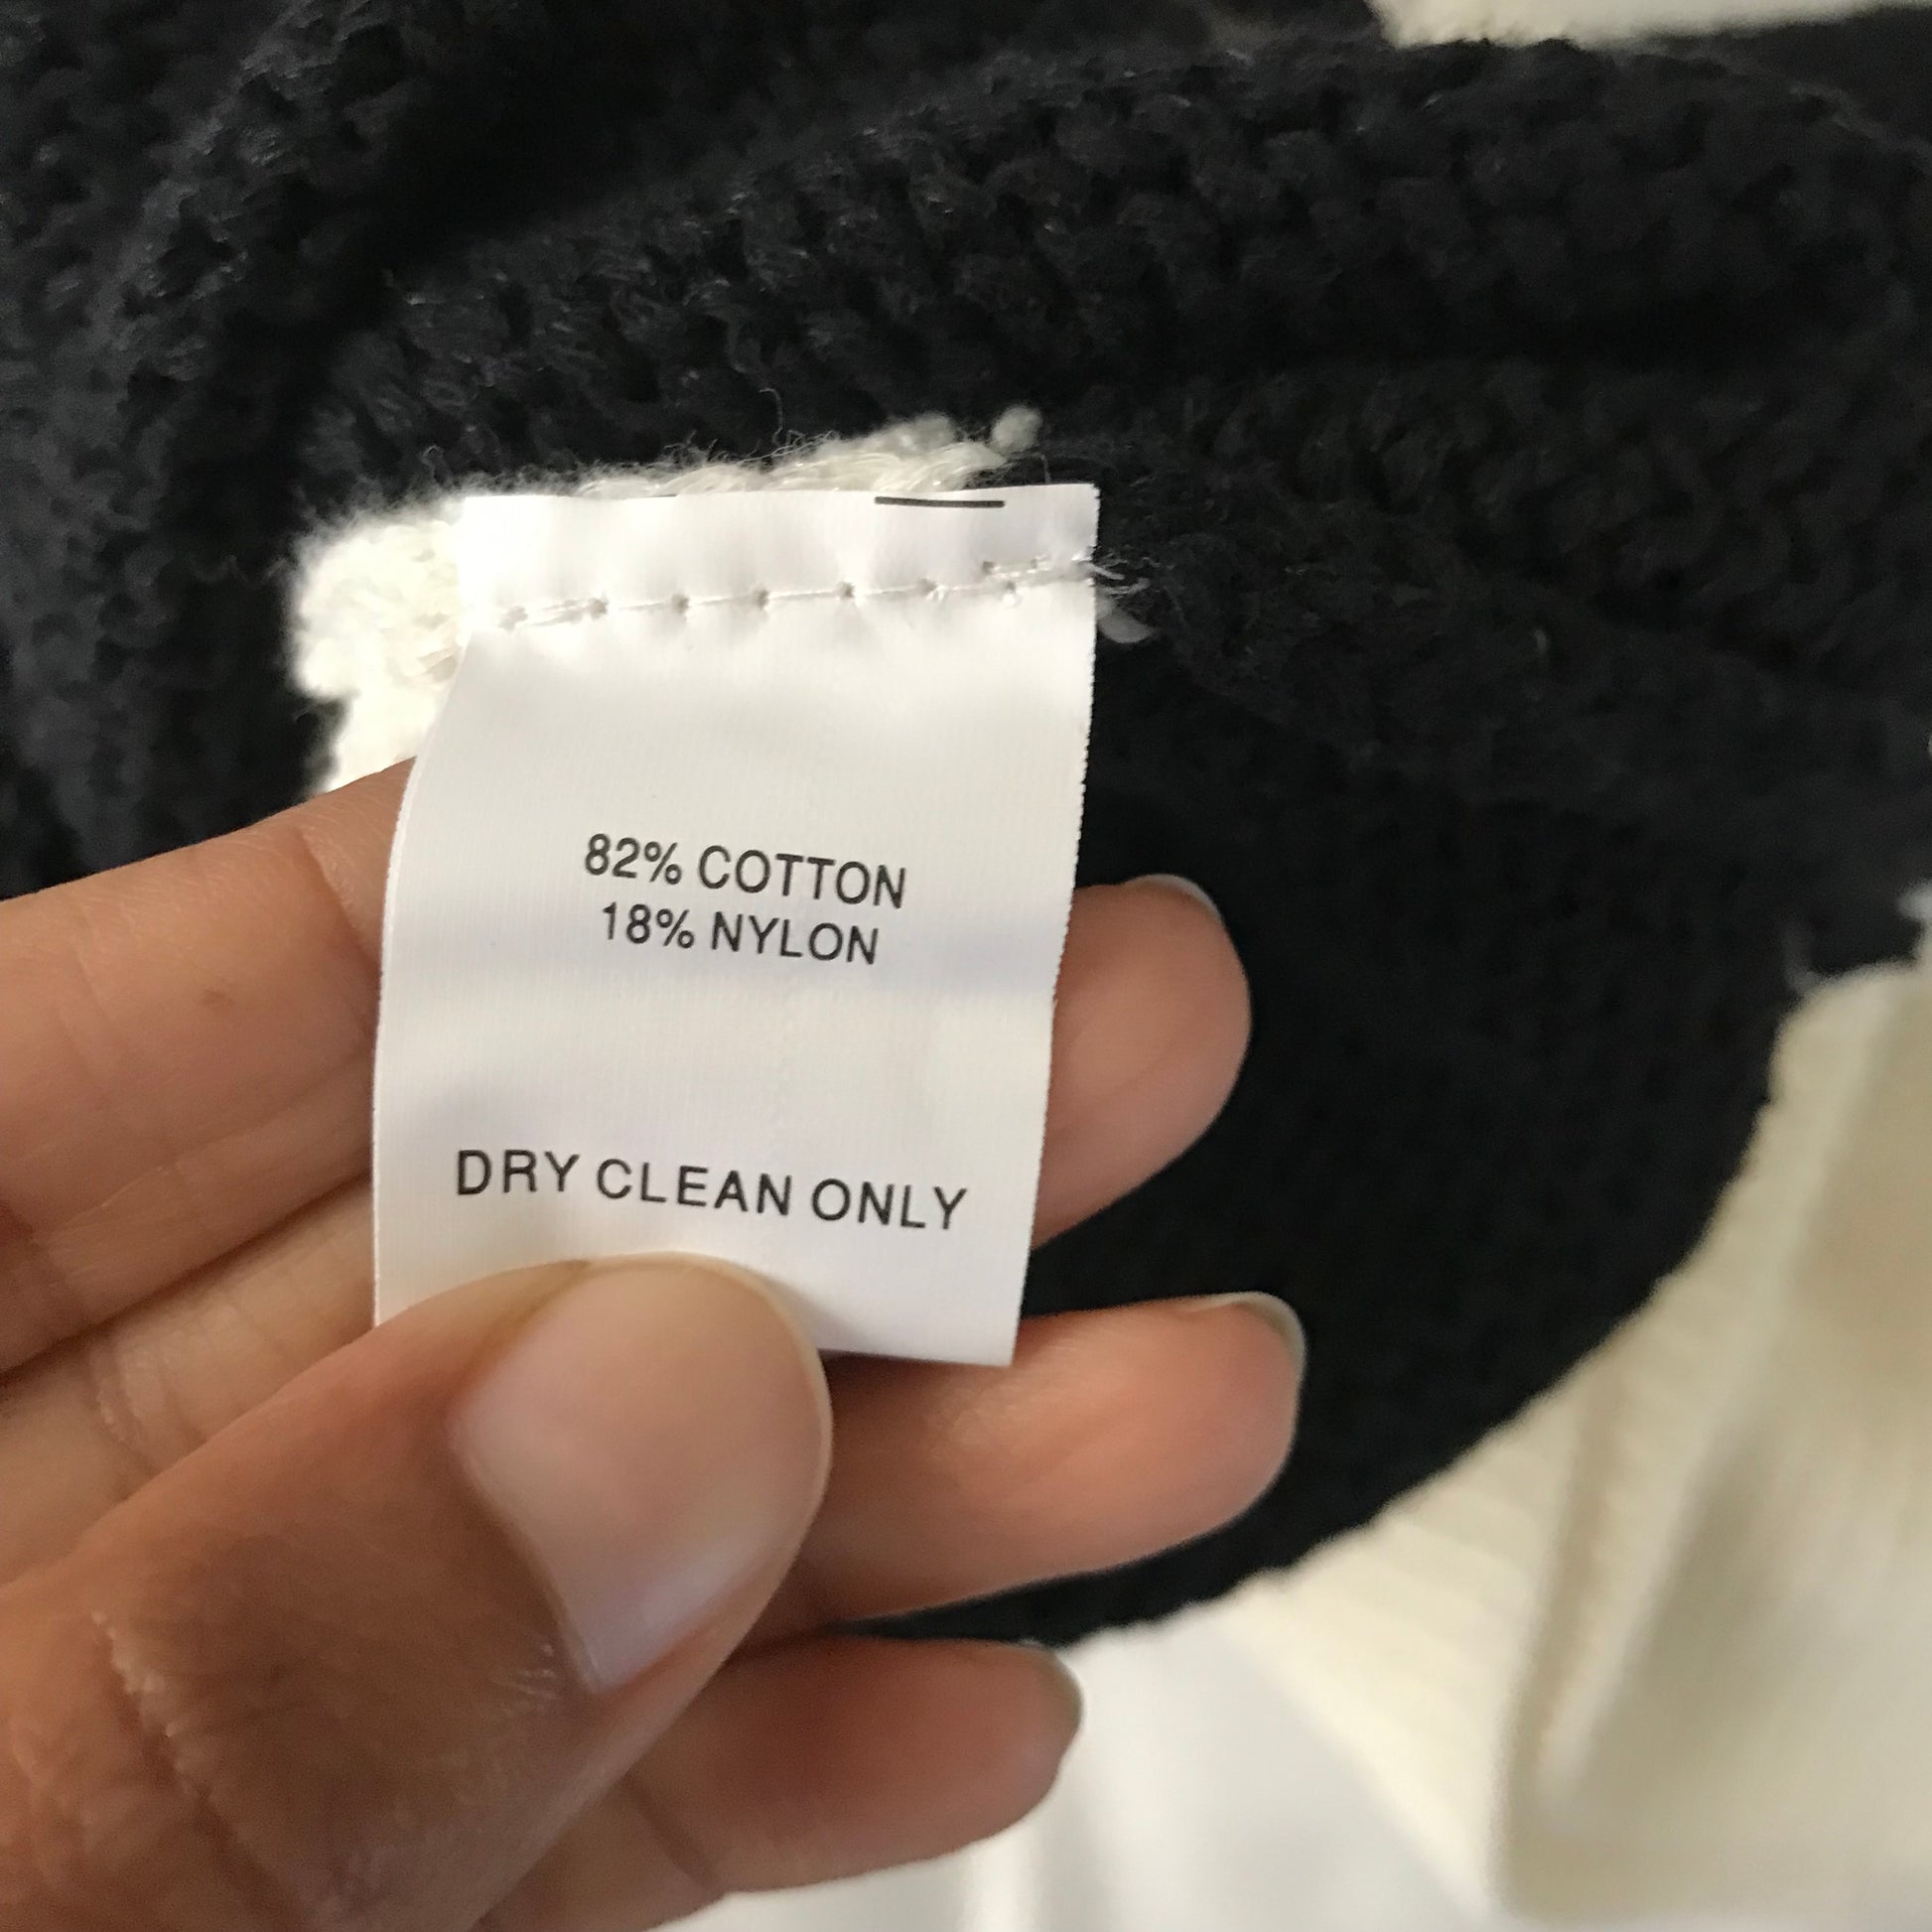 82% COTTON
18% NYLON
DRY CLEAN ONLY